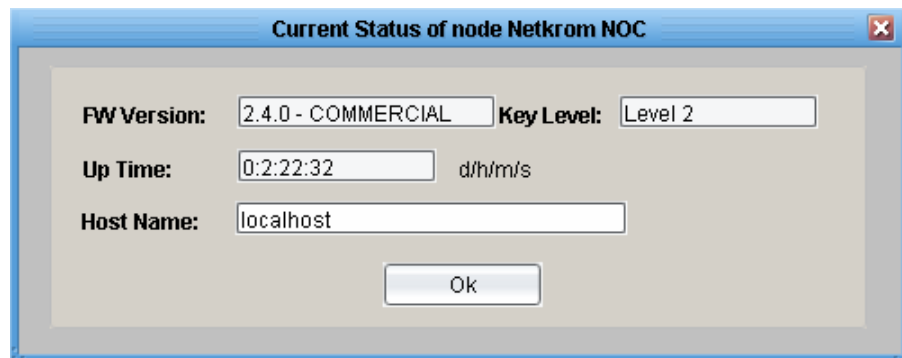 Current Status of node Netkrom NOC
FW Version: 2.4.0 - COMMERCIAL Key Level: Level 2
Up Time: 0:2:22:32 d/h/m/s
Host Name: localhost
Ok